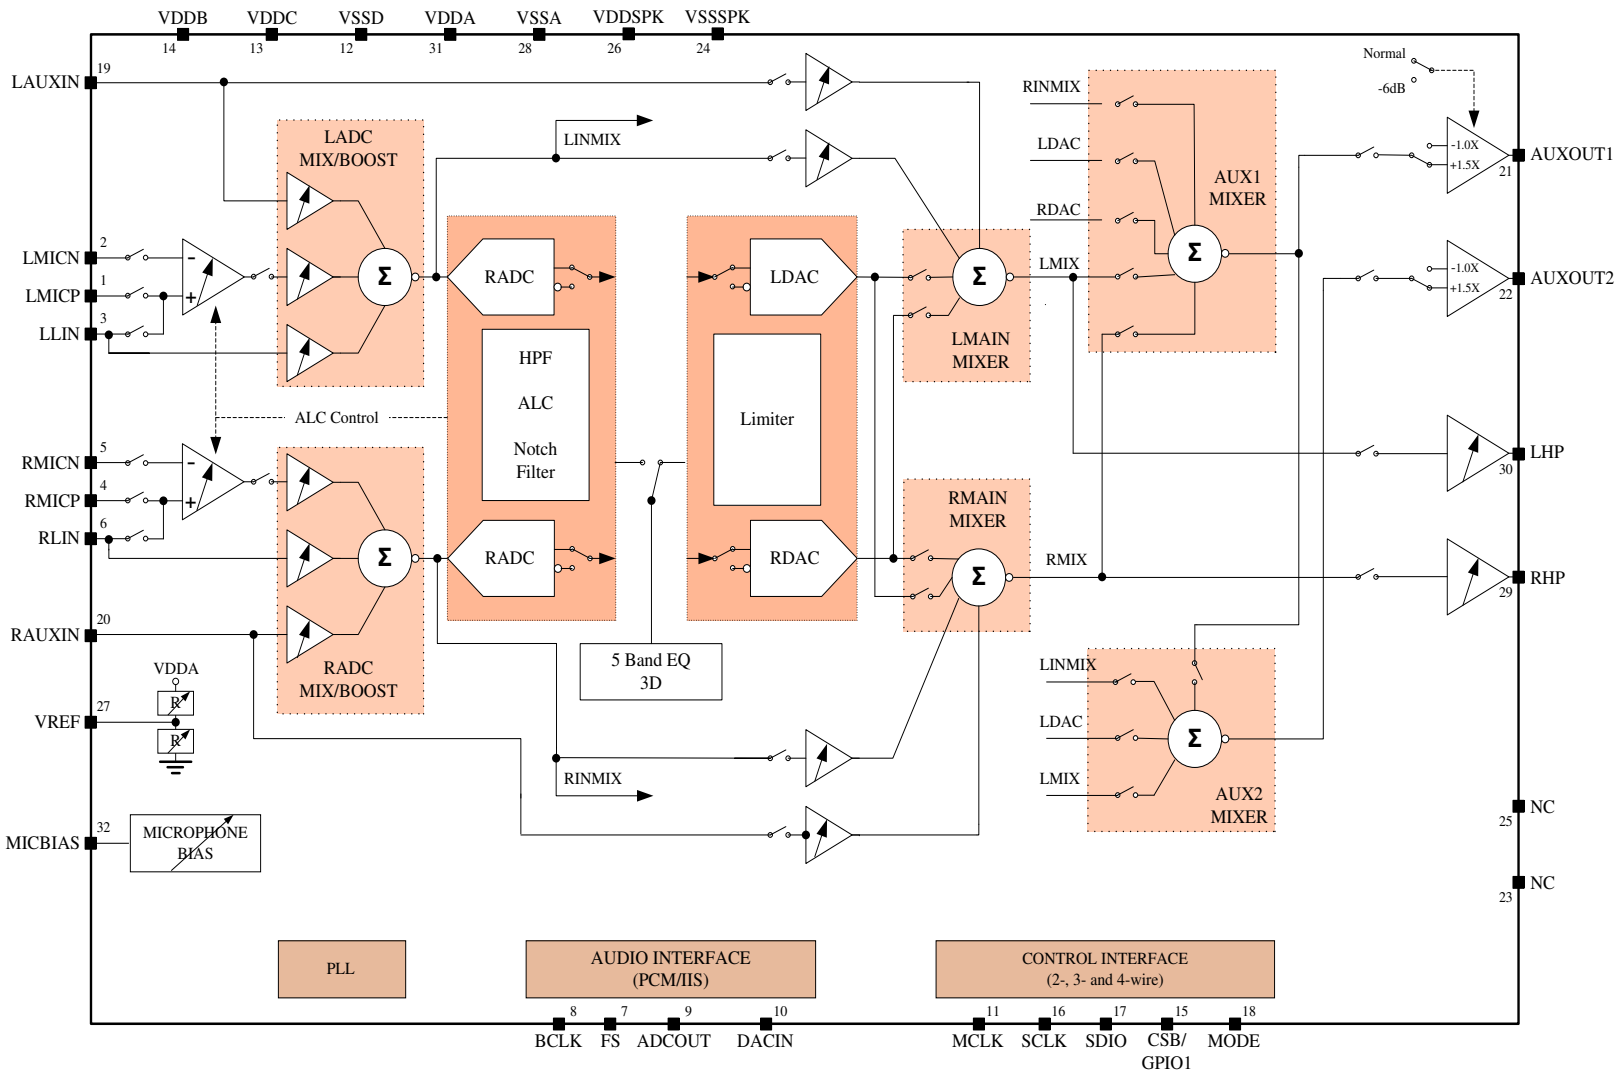 VDDB VDDC VSSD VDDA VSSA VDDSPK VSSSPK
14 13 12 31 28 26 24
19
LAUXIN
Normal
-6dB
RINMIX
LADC
MIX/BOOST
LINMIX
LDAC
AUX1
MIXER
-1.0X
+1.5X
AUXOUT1
21
RDAC
2
LMICN
-
1
LMICP
+
3
LLIN
Σ
RADC
LDAC
Σ
LMIX
Σ
-1.0X
+1.5X
AUXOUT2
22
LMAIN
MIXER
HPF
ALC
Notch
Filter
Limiter
ALC Control
5
RMICN
-
4
RMICP
+
6
RLIN
LHP
30
RMAIN
MIXER
Σ
RADC
RDAC
Σ
RMIX
RHP
29
20
RAUXIN
RADC
MIX/BOOST
5 Band EQ
3D
VDDA
R
27
VREF
R
LINMIX
LDAC
Σ
LMIX
AUX2
MIXER
RINMIX
NC
25
32
MICBIAS
MICROPHONE
BIAS
NC
23
PLL
AUDIO INTERFACE
(PCM/IIS)
CONTROL INTERFACE
(2-, 3- and 4-wire)
8 7 9 10 11 16 17 15 18
BCLK FS ADCOUT DACIN MCLK SCLK SDIO CSB/ MODE
GPIO1